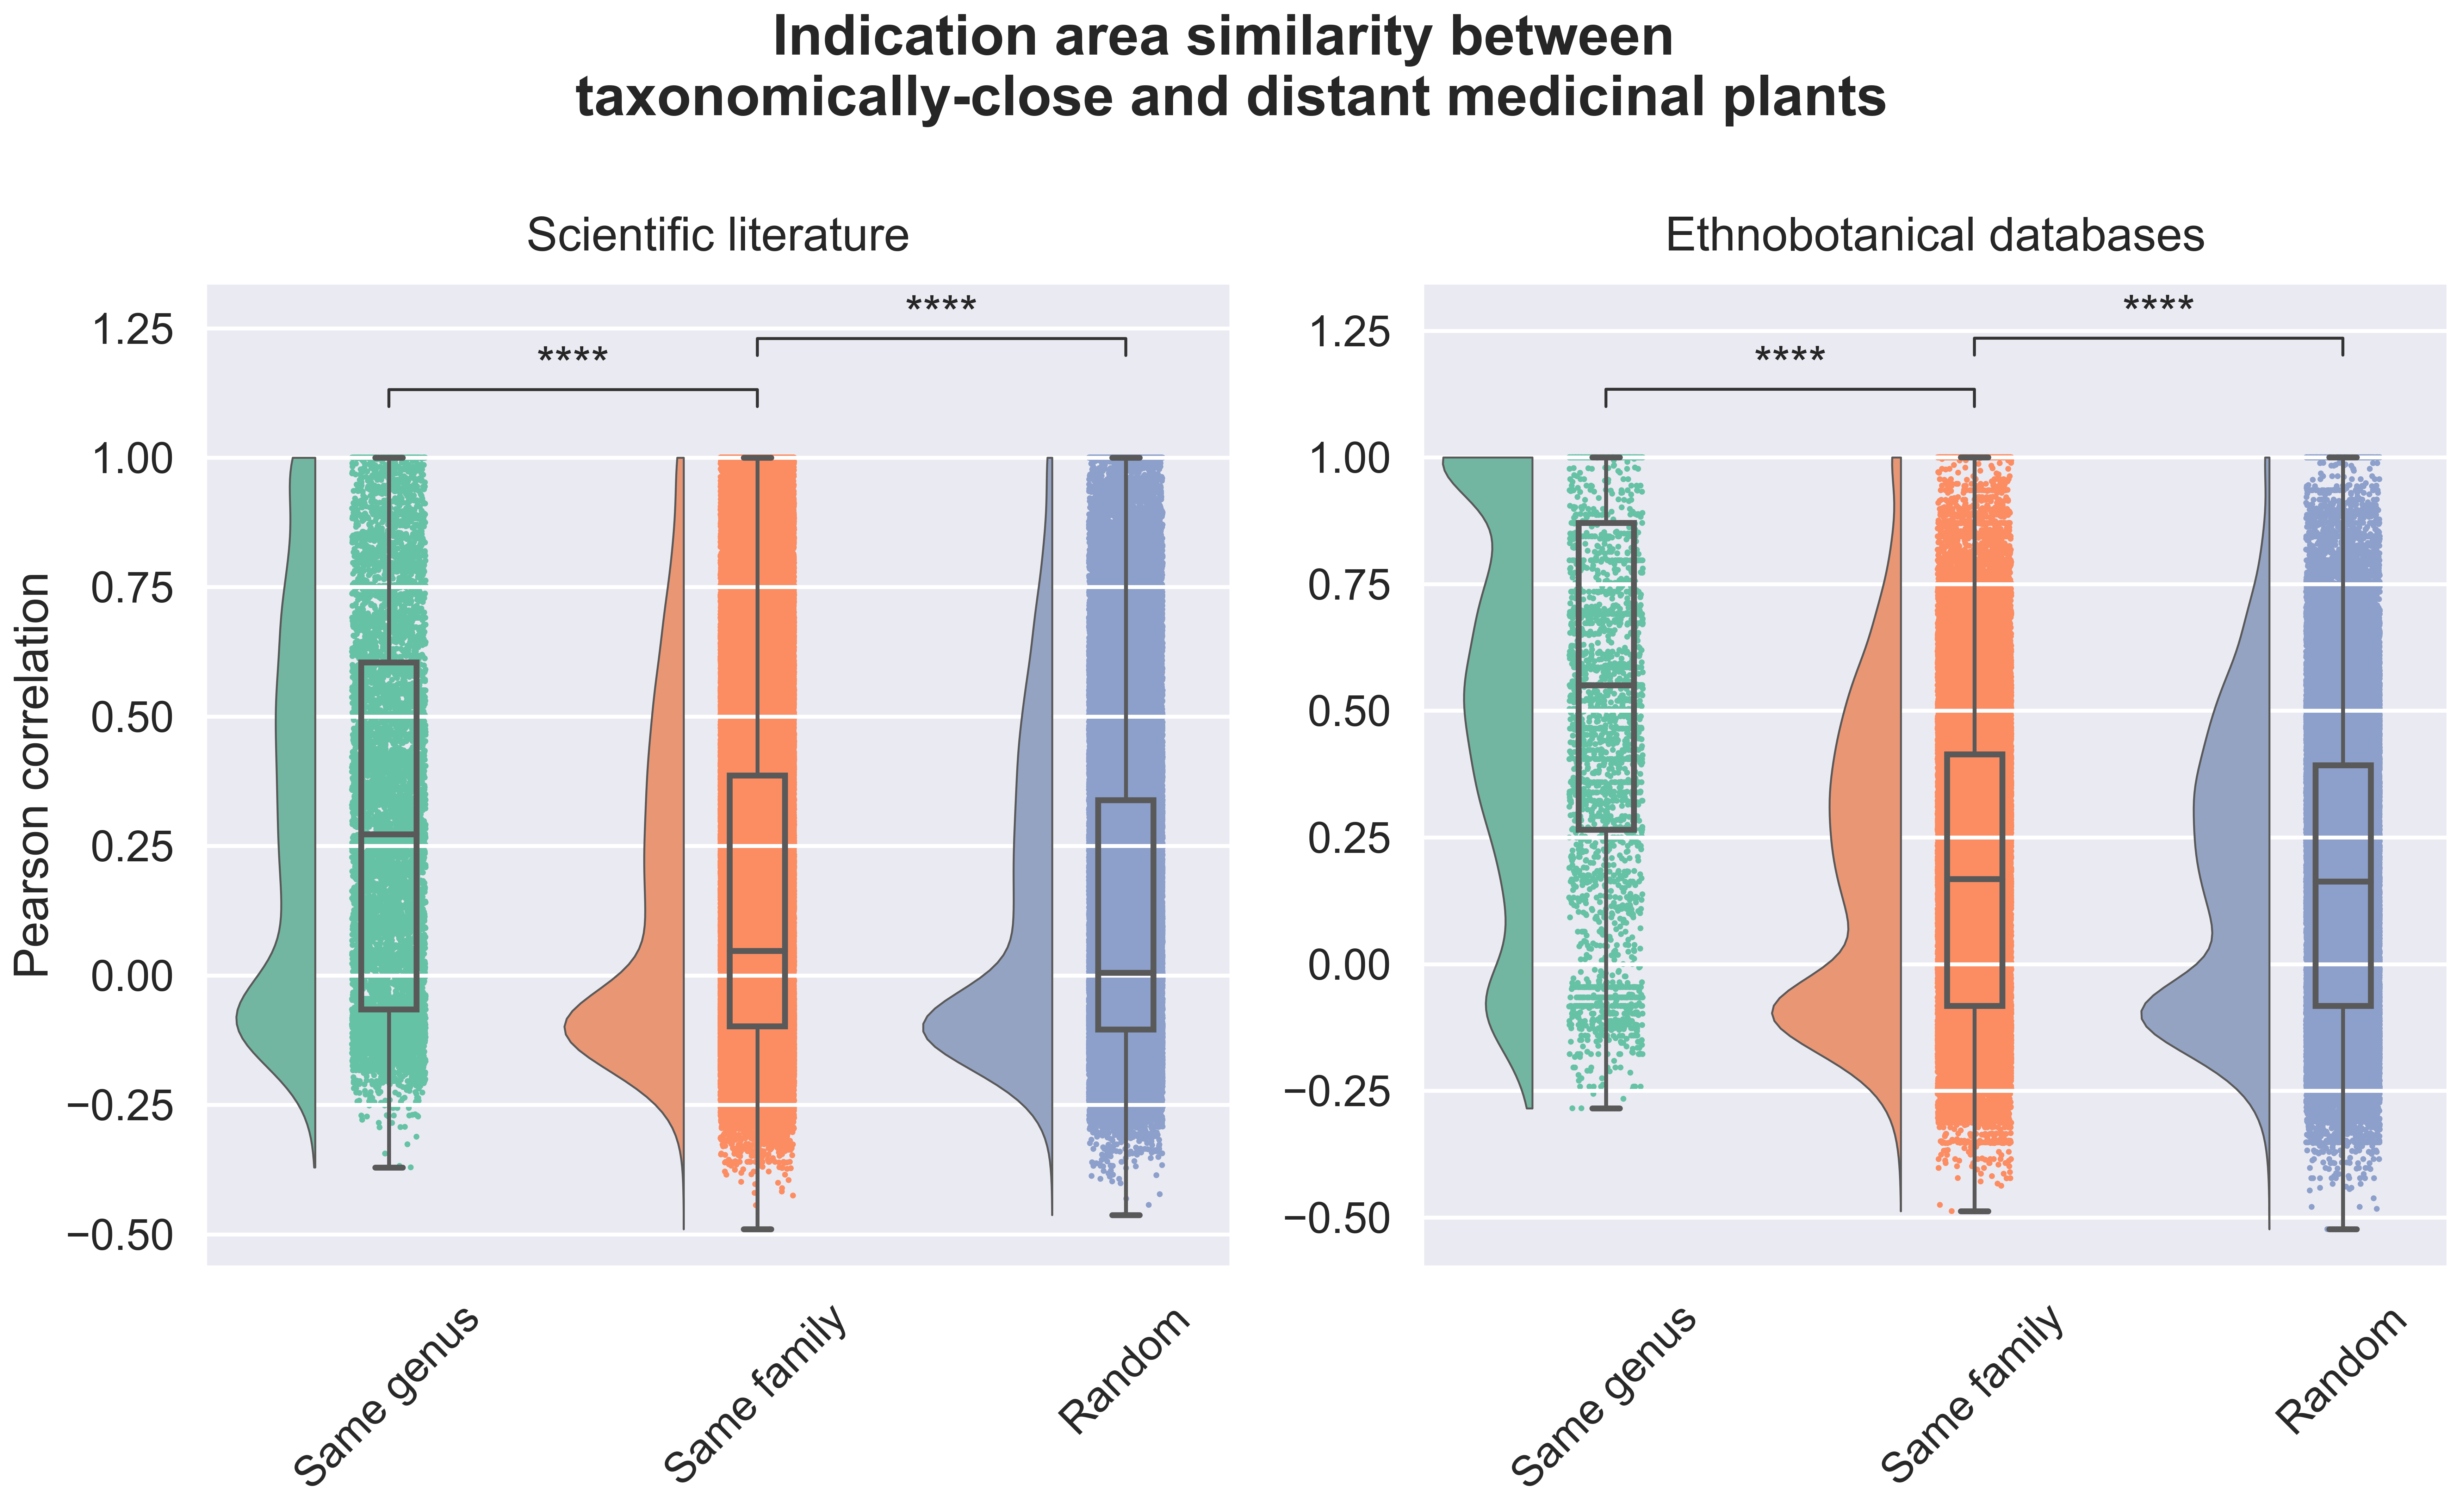 Indication area similarity between
taxonomically-close and distant medicinal plants
Scientific literature
Pearson correlation
1.25
1.00
0.75
0.50
0.25
0.00
−0.25
−0.50
****
****
Same genus
Same family
Random
Ethnobotanical databases
1.25
1.00
0.75
0.50
0.25
0.00
−0.25
−0.50
****
****
Same genus
Same family
Random